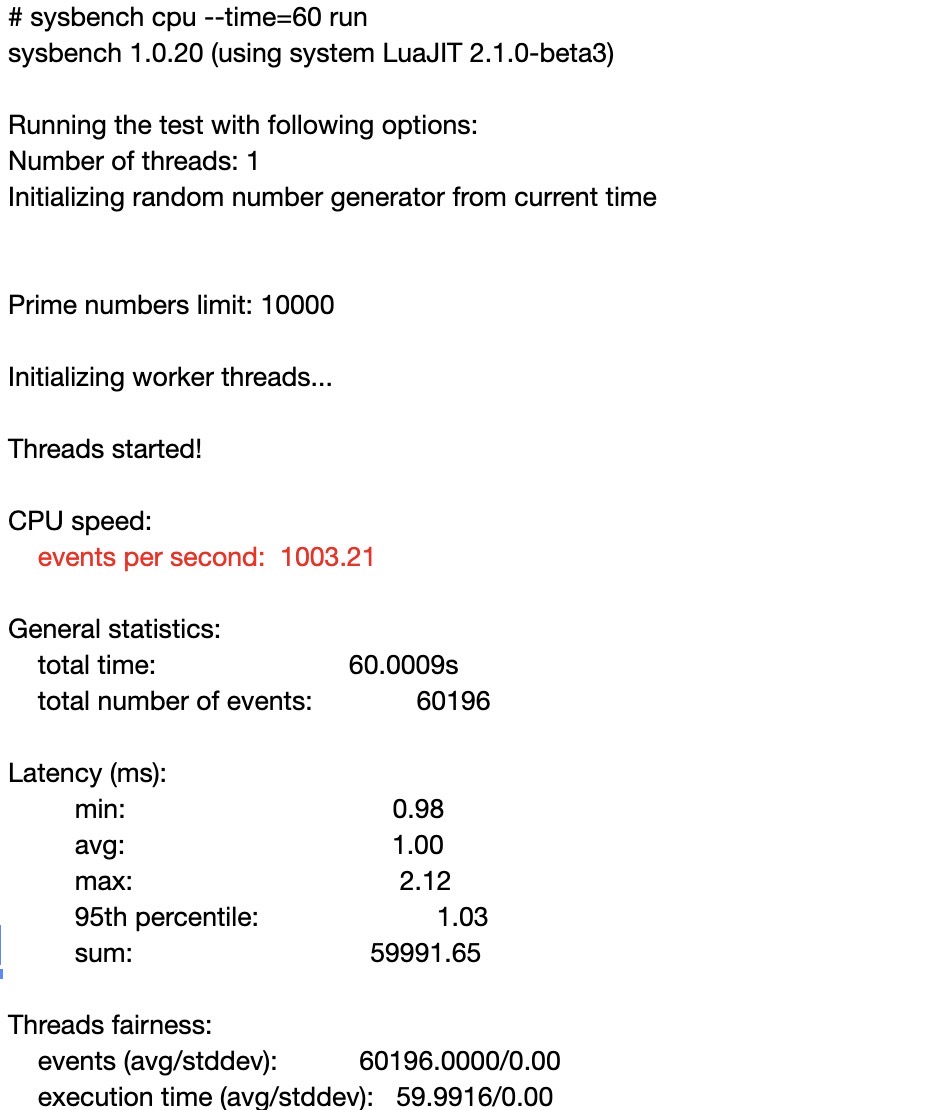 # sysbench cpu --time=60 run
sysbench 1.0.20 (using system LuaJIT 2.1.0-beta3)
Running the test with following options:
Number of threads: 1
Initializing random number generator from current time
Prime numbers limit: 10000
Initializing worker threads...
Threads started!
CPU speed:
events per second: 1003.21
General statistics:
total time: 60.0009s
total number of events: 60196
Latency (ms):
min: 0.98
avg: 1.00
max: 2.12
95th percentile: 1.03
sum: 59991.65
Threads fairness:
events (avg/stddev): 60196.0000/0.00
execution time (avg/stddev): 59.9916/0.00